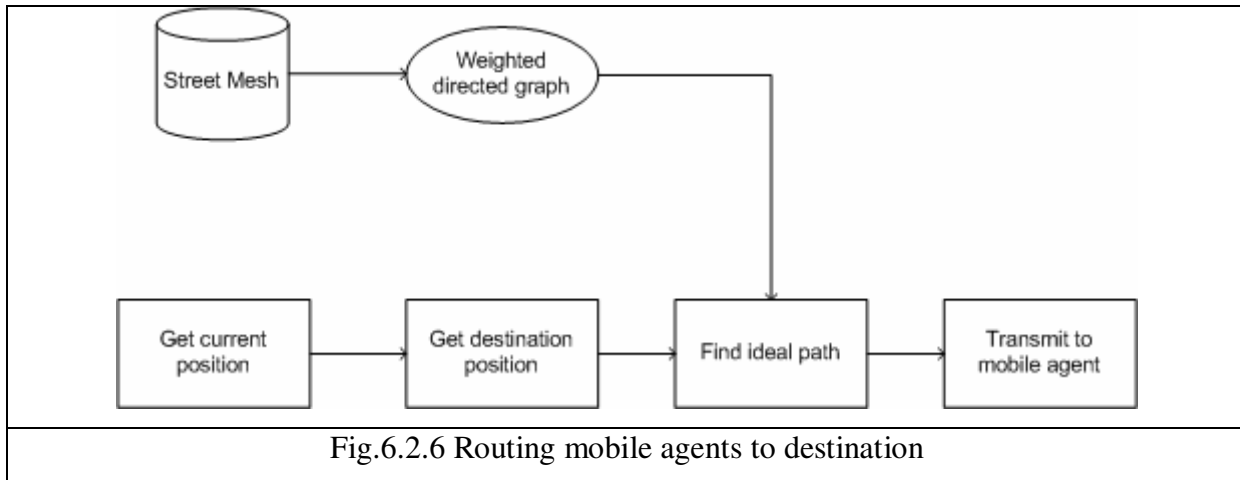 Street Mesh
Weighted
directed graph
Get current
position
Get destination
position
Find ideal path
Transmit to
mobile agent
Fig.6.2.6 Routing mobile agents to destination